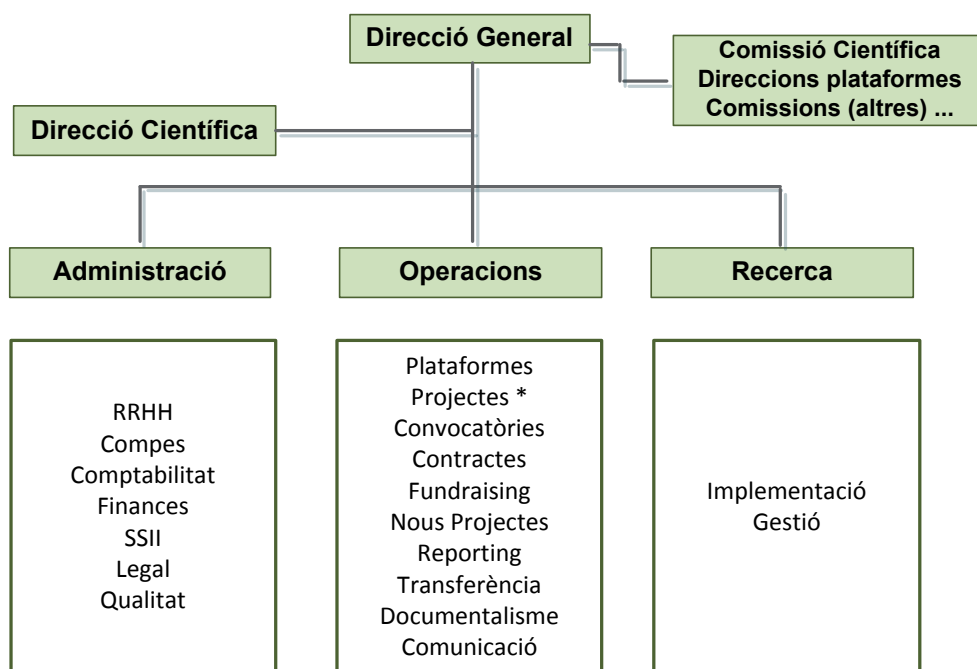 Direcció General
Comissió Científica
Direccions plataformes
Comissions (altres) ...
Direcció Científica
Administració
Operacions
Recerca
RRHH
Compes
Comptabilitat
Finances
SSII
Legal
Qualitat
Plataformes
Projectes *
Convocatòries
Contractes
Fundraising
Nous Projectes
Reporting
Transferència
Documentalisme
Comunicació
Implementació
Gestió